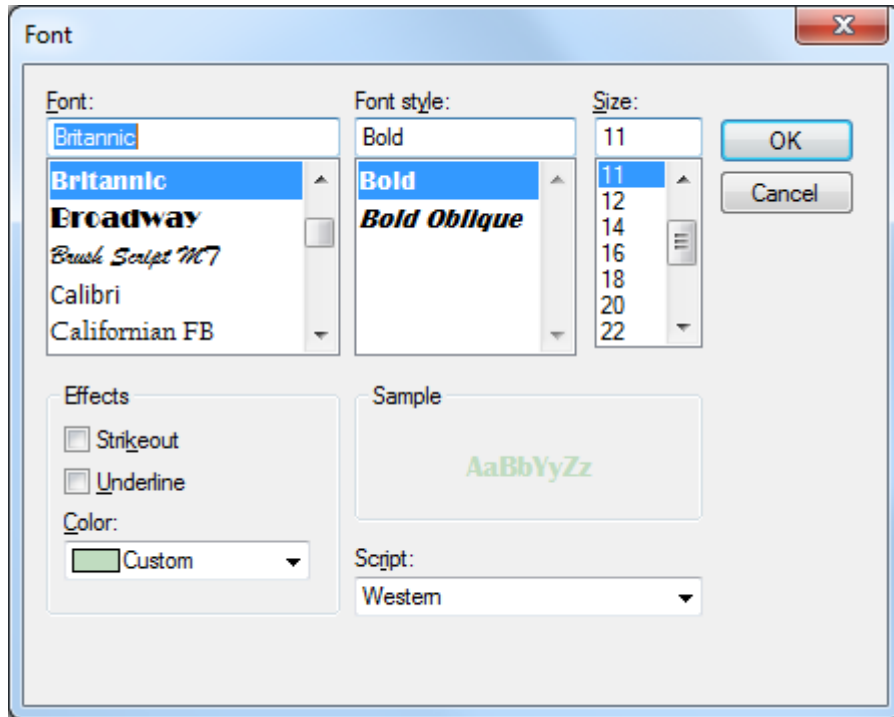 Font
Font:
Britannic
Britannic
Broadway
Brush Script MT
Calibri
Californian FB
Font style:
Bold
Bold
Bold Oblique
Size:
11
11
12
14
16
18
20
22
OK
Cancel
Effects
Strikeout
Underline
Color:
Custom
Sample
AaBbYyZz
Script:
Western